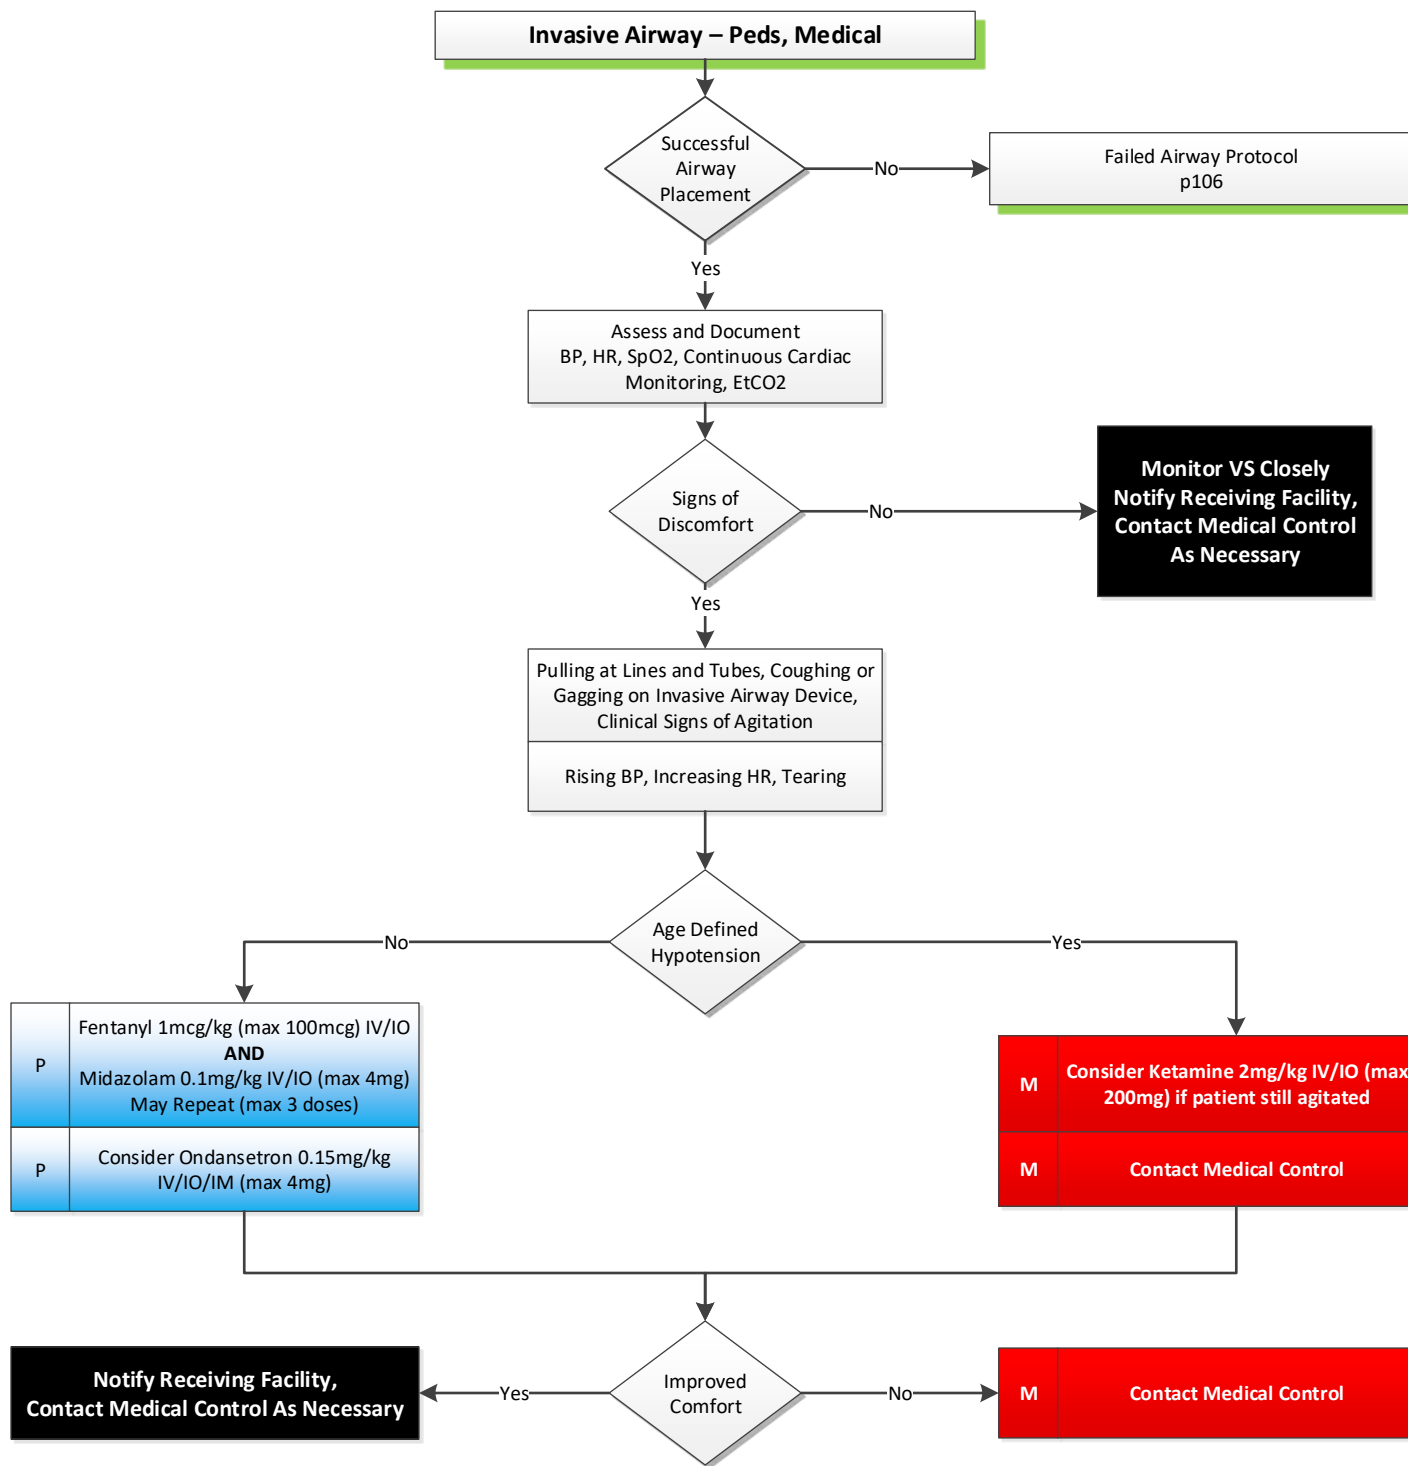 Invasive Airway – Peds, Medical
Successful
Airway
Placement
No
Failed Airway Protocol
p106
Yes
Assess and Document
BP, HR, SpO2, Continuous Cardiac
Monitoring, EtCO2
Signs of
Discomfort
No
Monitor VS Closely
Notify Receiving Facility,
Contact Medical Control
As Necessary
Yes
Pulling at Lines and Tubes, Coughing or
Gagging on Invasive Airway Device,
Clinical Signs of Agitation
Rising BP, Increasing HR, Tearing
Age Defined
Hypotension
No
Yes
P
Fentanyl 1mcg/kg (max 100mcg) IV/IO
AND
Midazolam 0.1mg/kg IV/IO (max 4mg)
May Repeat (max 3 doses)
P
Consider Ondansetron 0.15mg/kg
IV/IO/IM (max 4mg)
M
Consider Ketamine 2mg/kg IV/IO (max
200mg) if patient still agitated
M
Contact Medical Control
Improved
Comfort
Yes
Notify Receiving Facility,
Contact Medical Control As Necessary
No
M
Contact Medical Control